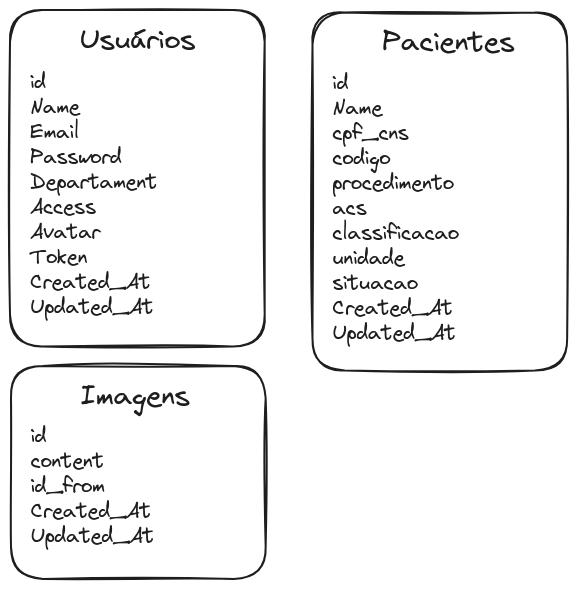 Usuários
id
Name
Email
Password
Departament
Access
Avatar
Token
Created_At
Updated_At
Pacientes
id
Name
cpf_cns
codigo
procedimento
acs
classificacao
unidade
situacao
Created_At
Updated_At
Imagens
id
content
id_from
Created_At
Updated_At